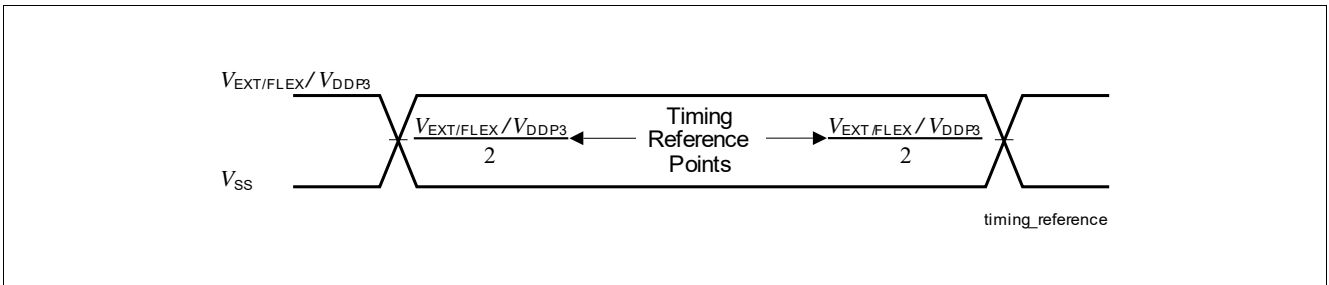 VEXT/FLEX / VDDP3
VEXT/FLEX / VDDP3
2
Timing
Reference
Points
VEXT/FLEX / VDDP3
2
VSS
timing_reference